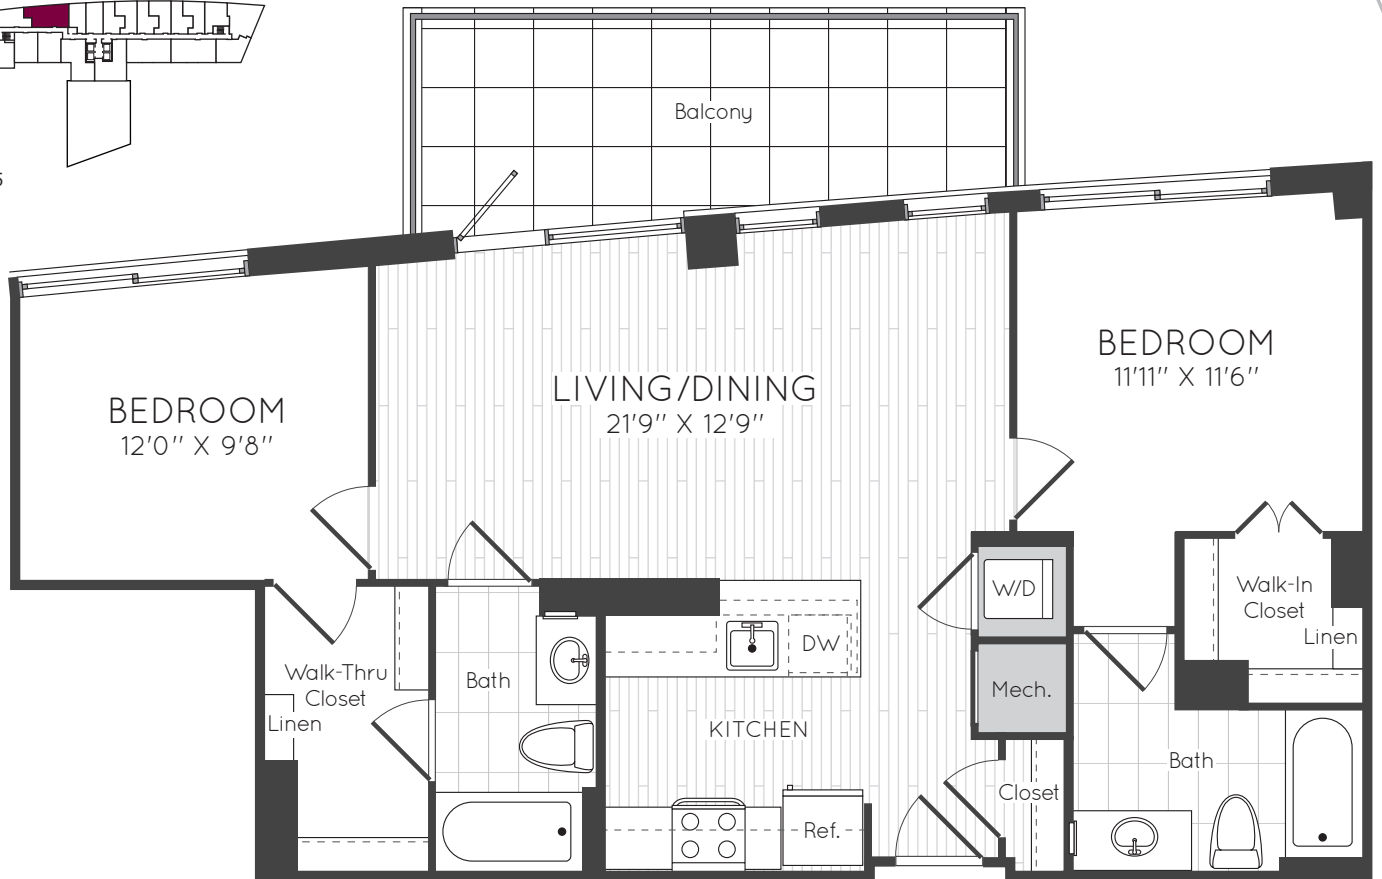 Balcony
BEDROOM
11'11" X 11'6"
LIVING/DINING
21'9" X 12'9"
BEDROOM
12'0" X 9'8"
W/D
Walk-In
Closet
Linen
DW
Walk-Thru
Closet
Linen
Bath
Mech.
KITCHEN
Bath
Closet
Ref.